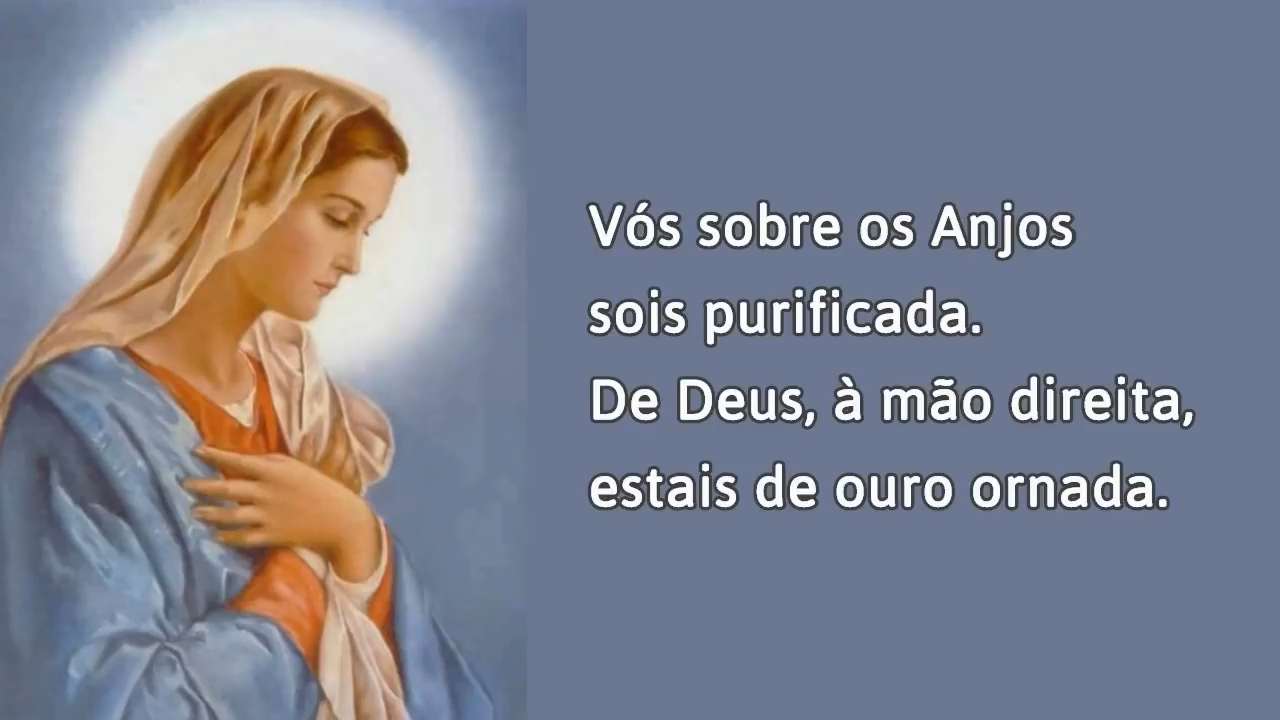 Vós sobre os Anjos
sois purificada.
De Deus, à mão direita,
estais de ouro ornada.